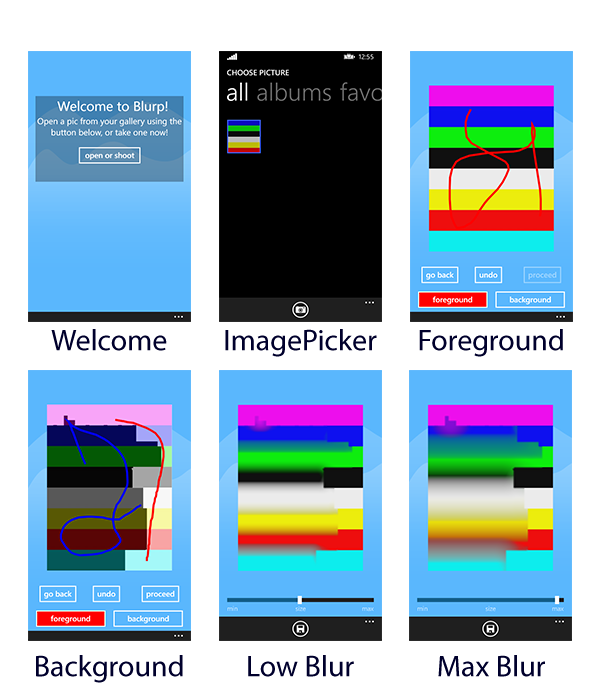 Welcome to Blurp!
Open a pic from your gallery using the
button below, or take one now!
open or shoot
12:55
CHOOSE PICTURE
all albums favo
go back undo proceed
foreground background
Welcome ImagePicker Foreground
go back undo proceed
foreground background
min size max
min size max
Background Low Blur Max Blur